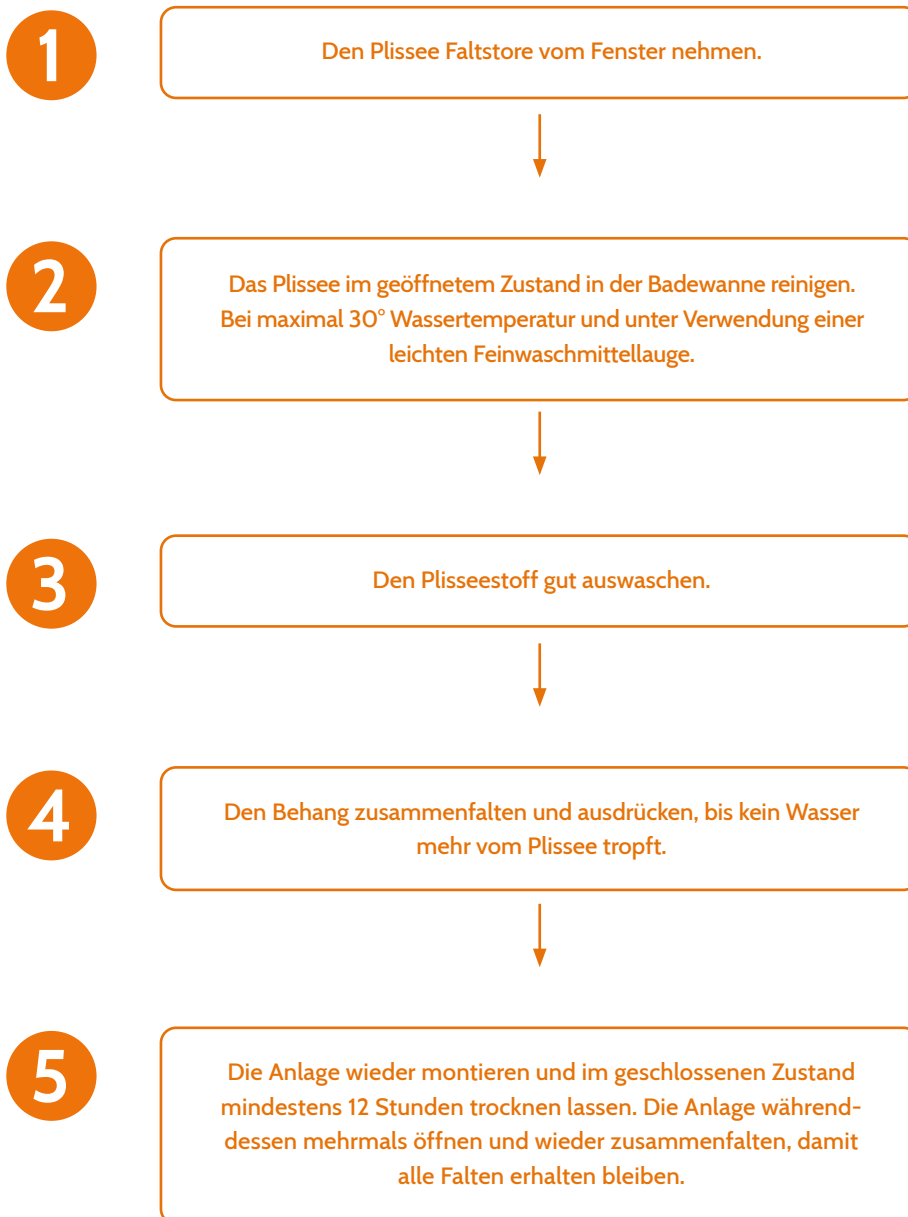 1
Den Plissee Faltstore vom Fenster nehmen.
2
Das Plissee im geöffnetem Zustand in der Badewanne reinigen.
Bei maximal 30° Wassertemperatur und unter Verwendung einer
leichten Feinwaschmittellauge.
3
Den Plisseestoff gut auswaschen.
4
Den Behang zusammenfalten und ausdrücken, bis kein Wasser
mehr vom Plissee tropft.
5
Die Anlage wieder montieren und im geschlossenen Zustand
mindestens 12 Stunden trocknen lassen. Die Anlage während-
dessen mehrmals öffnen und wieder zusammenfalten, damit
alle Falten erhalten bleiben.